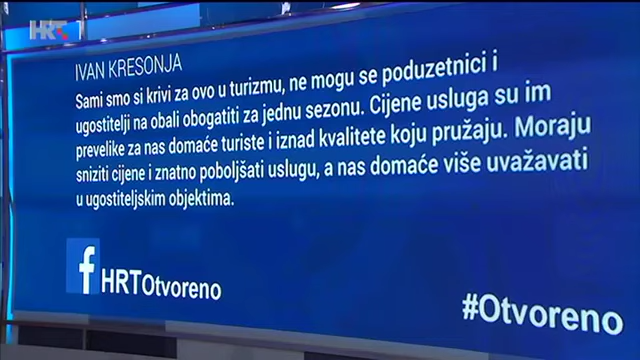 HRT1
IVAN KRESONJA
Sami smo si krivi za ovo u turizmu, ne mogu se poduzetnici i
ugostitelji na obali obogatiti za jednu sezonu. Cijene usluga su im
prevelike za nas domaće turiste i iznad kvalitete koju pružaju. Moraju
sniziti cijene i znatno poboljšati uslugu, a nas domaće više uvažavati
u ugostiteljskim objektima.
f HRTOtvoreno
#Otvoreno